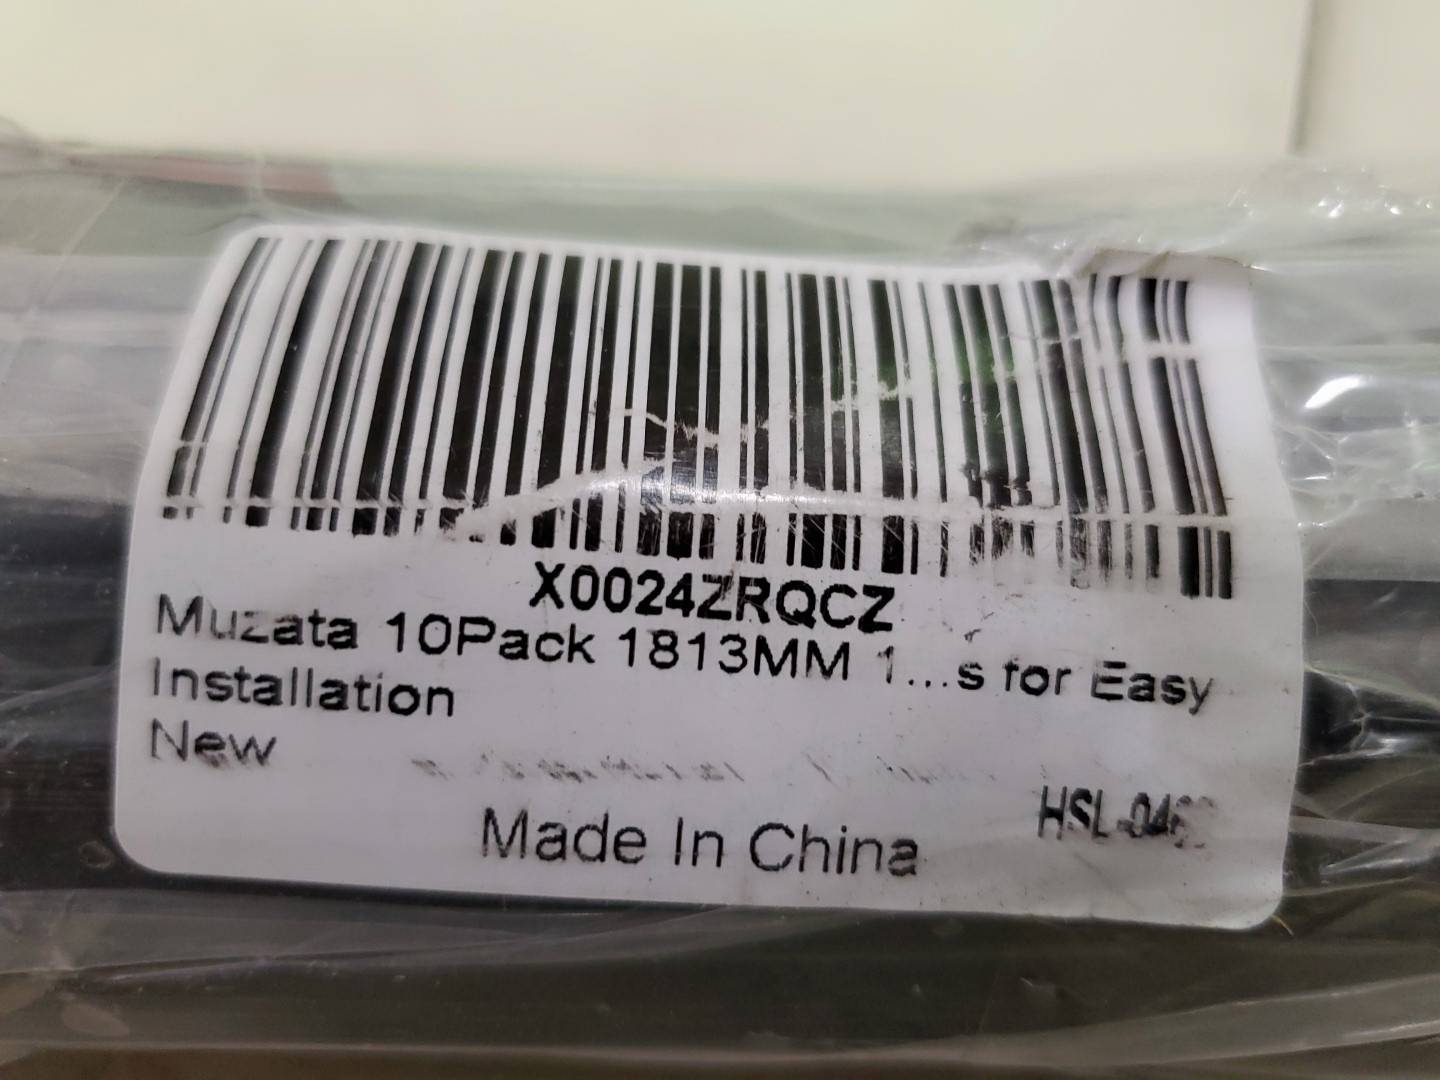 X0024ZRQCZ
Muzata 10Pack 1813MM 1...s for Easy
Installation
New
Made In China